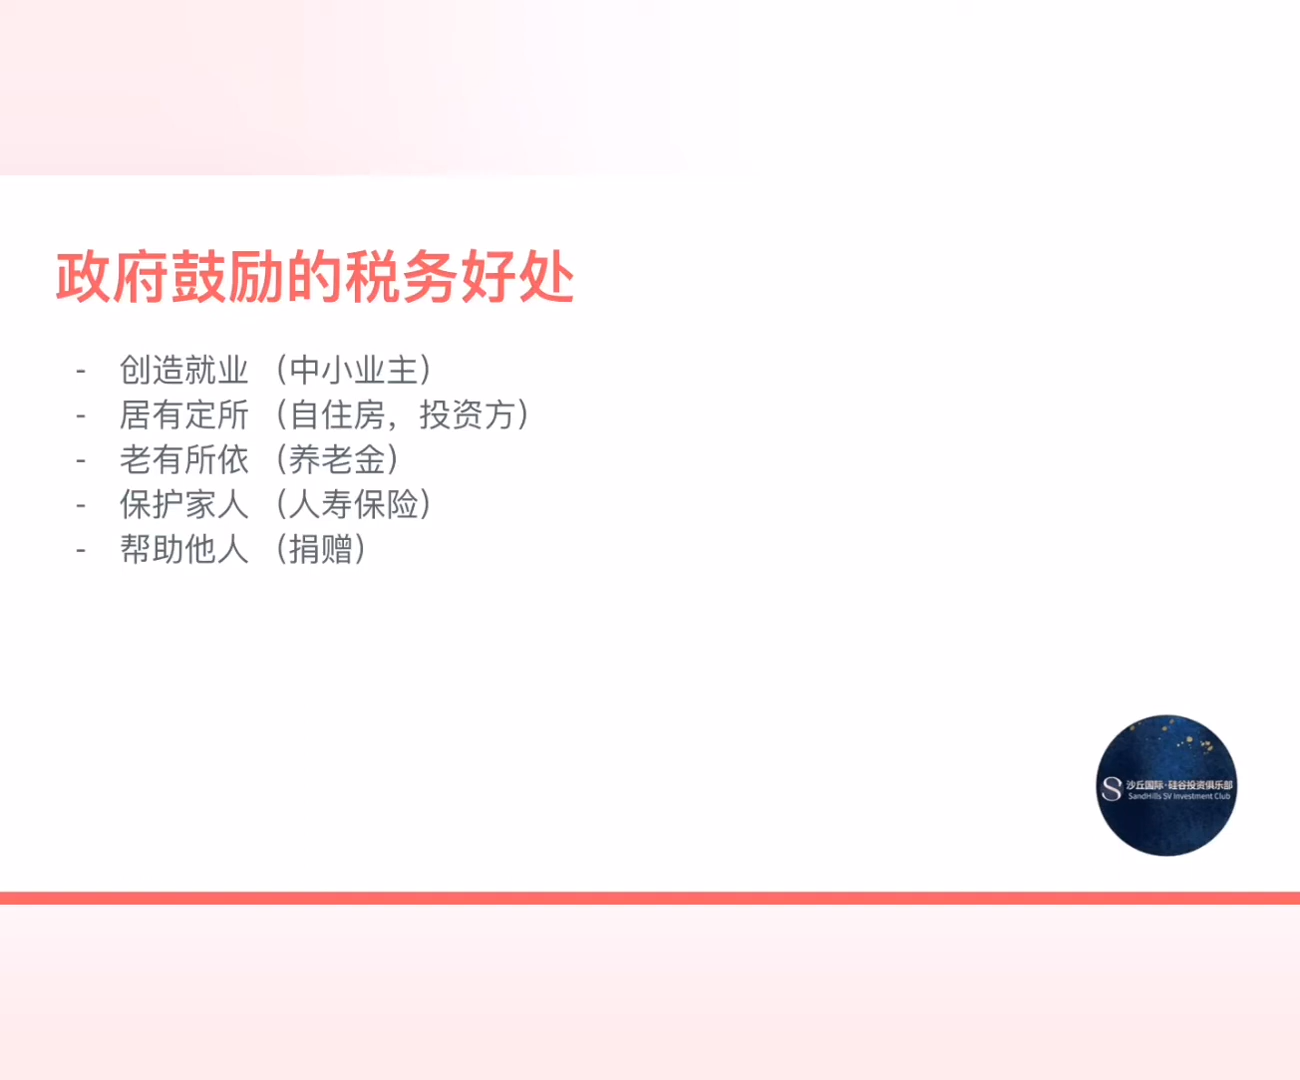 政府鼓励的税务好处
- 创造就业 （中小业主）
- 居有定所 （自住房，投资方）
- 老有所依 （养老金）
- 保护家人 （人寿保险）
- 帮助他人 （捐赠）
S 沙丘国际·硅谷投资俱乐部
SandHills SV Investment Club